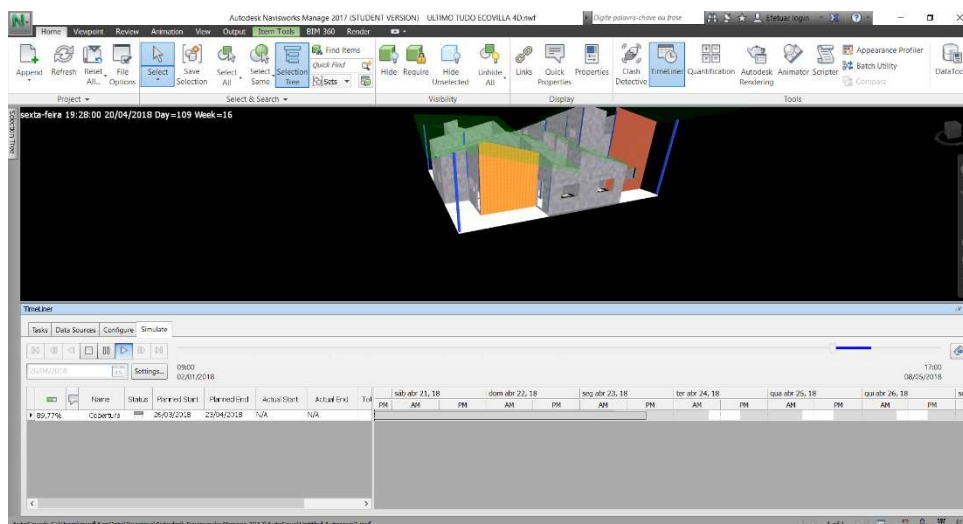 Autodesk Navisworks Manage 2017 (STUDENT VERSION) ULTIMO TUDO ECOVILLA 4D.nwf
Digite palavra-chave ou frase
Efetuar login
Home Viewpoint Review Animation View Output Item Tools BIM 360 Render
Append Refresh Reset All... File Options Select Save Selection Select All Select Same Selection Tree Find Items Quick Find Sets Hide Require Hide Unselected Unhide All Links Quick Properties Properties Clash Detective TimeLiner Quantification Autodesk Rendering Animator Scripter Appearance Profiler Batch Utility Compare DataToo
Project Select & Search Visibility Display Tools
Selection Tree
sexta-feira 19:28:00 20/04/2018 Day=109 Week=16
TimeLiner
Tasks Data Sources Configure Simulate
20/04/2018 Settings... 09:00 02/01/2018 17:00 08/05/2018
Name Status Planned Start Planned End Actual Start Actual End Tot
sáb abr 21, 18 dom abr 22, 18 seg abr 23, 18 ter abr 24, 18 qua abr 25, 18 qui abr 26, 18
PM AM PM AM PM AM PM AM PM AM PM AM PM
89,77% Cobertura 26/03/2018 23/04/2018 N/A N/A